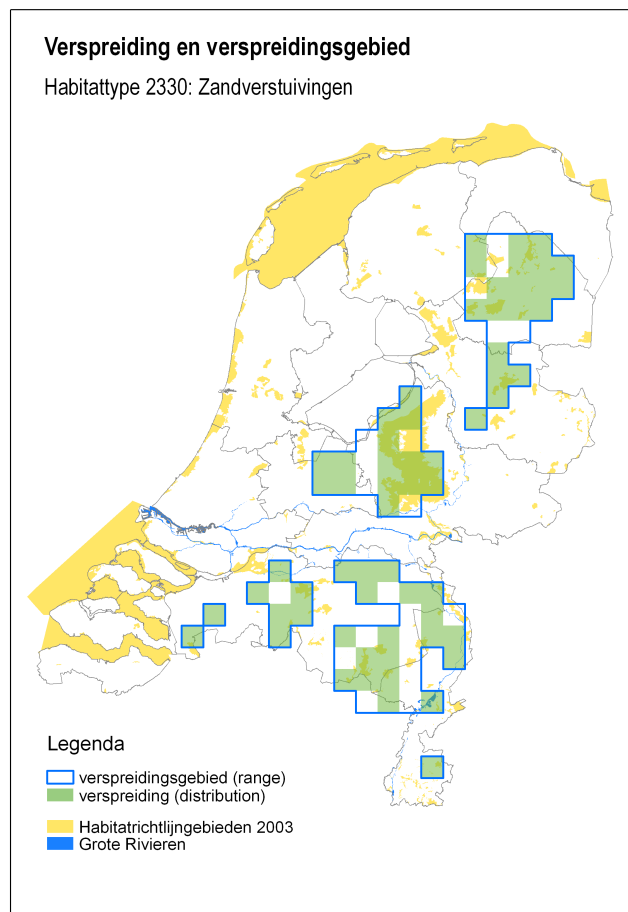 Verspreiding en verspreidingsgebied
Habitattype 2330: Zandverstuivingen
Legenda
verspreidingsgebied (range)
verspreiding (distribution)
Habitatrichtlijngebieden 2003
Grote Rivieren